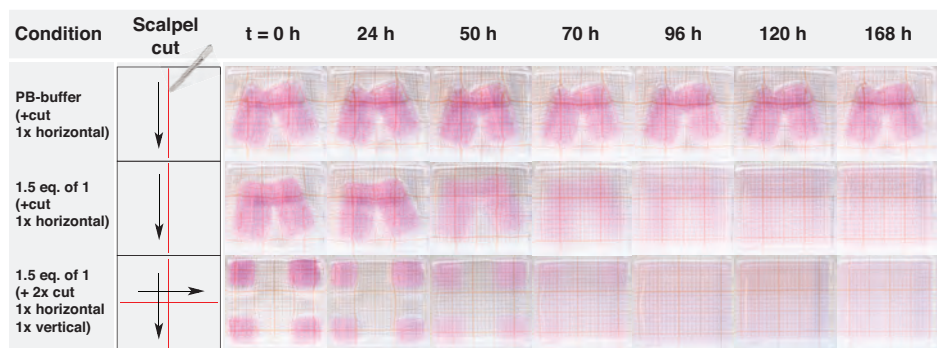 Condition
Scalpel
cut
t = 0 h
24 h
50 h
70 h
96 h
120 h
168 h
PB-buffer
(+cut
1x horizontal)
1.5 eq. of 1
(+cut
1x horizontal)
1.5 eq. of 1
(+ 2x cut
1x horizontal
1x vertical)